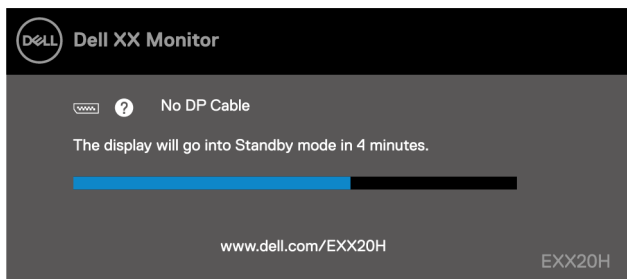 DELL Dell XX Monitor
No DP Cable
The display will go into Standby mode in 4 minutes.
www.dell.com/EXX20H
EXX20H